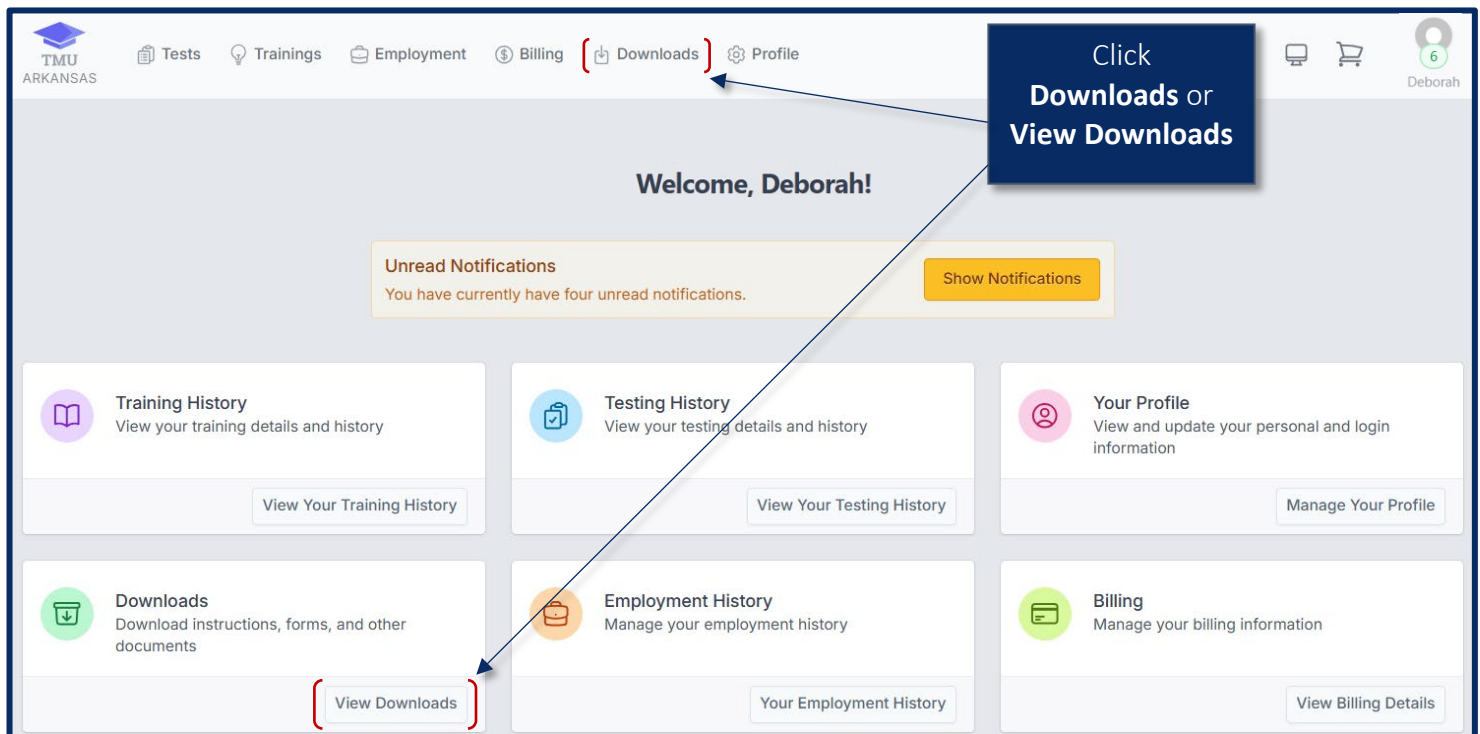 TMU
ARKANSAS
Tests
Trainings
Employment
Billing
Downloads
Profile
Click
Downloads or
View Downloads
6
Deborah
Welcome, Deborah!
Unread Notifications
You have currently have four unread notifications.
Show Notifications
Training History
View your training details and history
View Your Training History
Testing History
View your testing details and history
View Your Testing History
Your Profile
View and update your personal and login
information
Manage Your Profile
Downloads
Download instructions, forms, and other
documents
View Downloads
Employment History
Manage your employment history
Your Employment History
Billing
Manage your billing information
View Billing Details